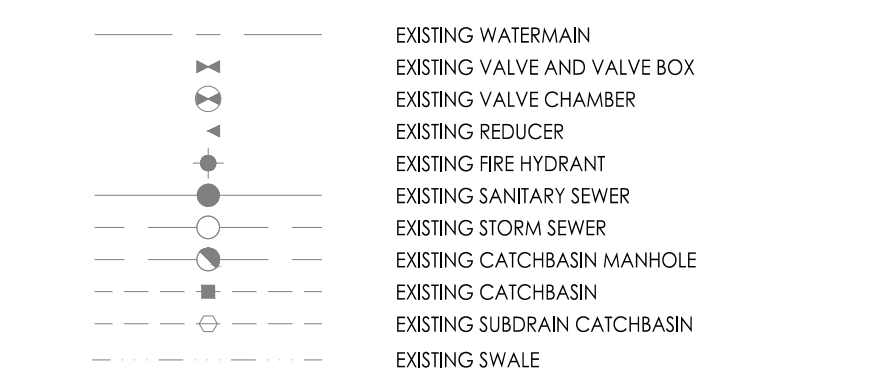 EXISTING WATERMAIN
EXISTING VALVE AND VALVE BOX
EXISTING VALVE CHAMBER
EXISTING REDUCER
EXISTING FIRE HYDRANT
EXISTING SANITARY SEWER
EXISTING STORM SEWER
EXISTING CATCHBASIN MANHOLE
EXISTING CATCHBASIN
EXISTING SUBDRAIN CATCHBASIN
EXISTING SWALE